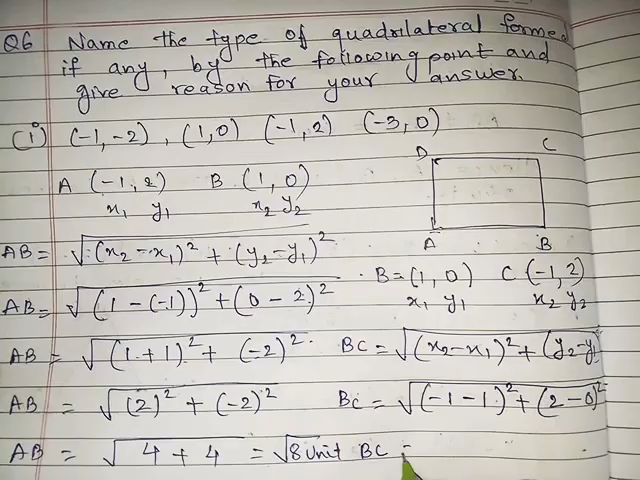 Q6 Name the type of quadrilateral formed
if any, by the following point and
give reason for your answer.
(i) (-1,-2), (1,0) (-1,2) (-3,0)
D C
A (-1,2) B (1,0)
x₁ y₁ x₂ y₂
A B
AB = √(x₂-x₁)² + (y₂-y₁)²
B = (1,0) C (-1,2)
x₁ y₁ x₂ y₂
AB = √(1-(-1))² + (0-2)²
AB = √(1+1)² + (-2)² BC = √(x₂-x₁)² + (y₂-y₁
AB = √(2)² + (-2)² BC = √(-1-1)² + (2-0)²
AB = √4+4 = √8 unit BC =